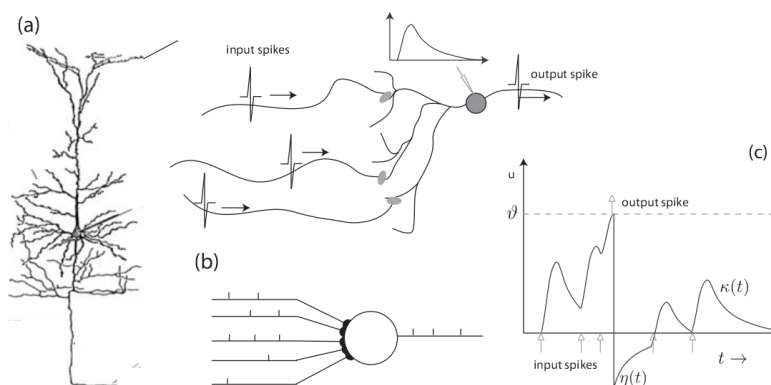 (a)
input spikes
output spike
(c)
u
output spike
ϑ
(b)
κ(t)
input spikes
η(t)
t →